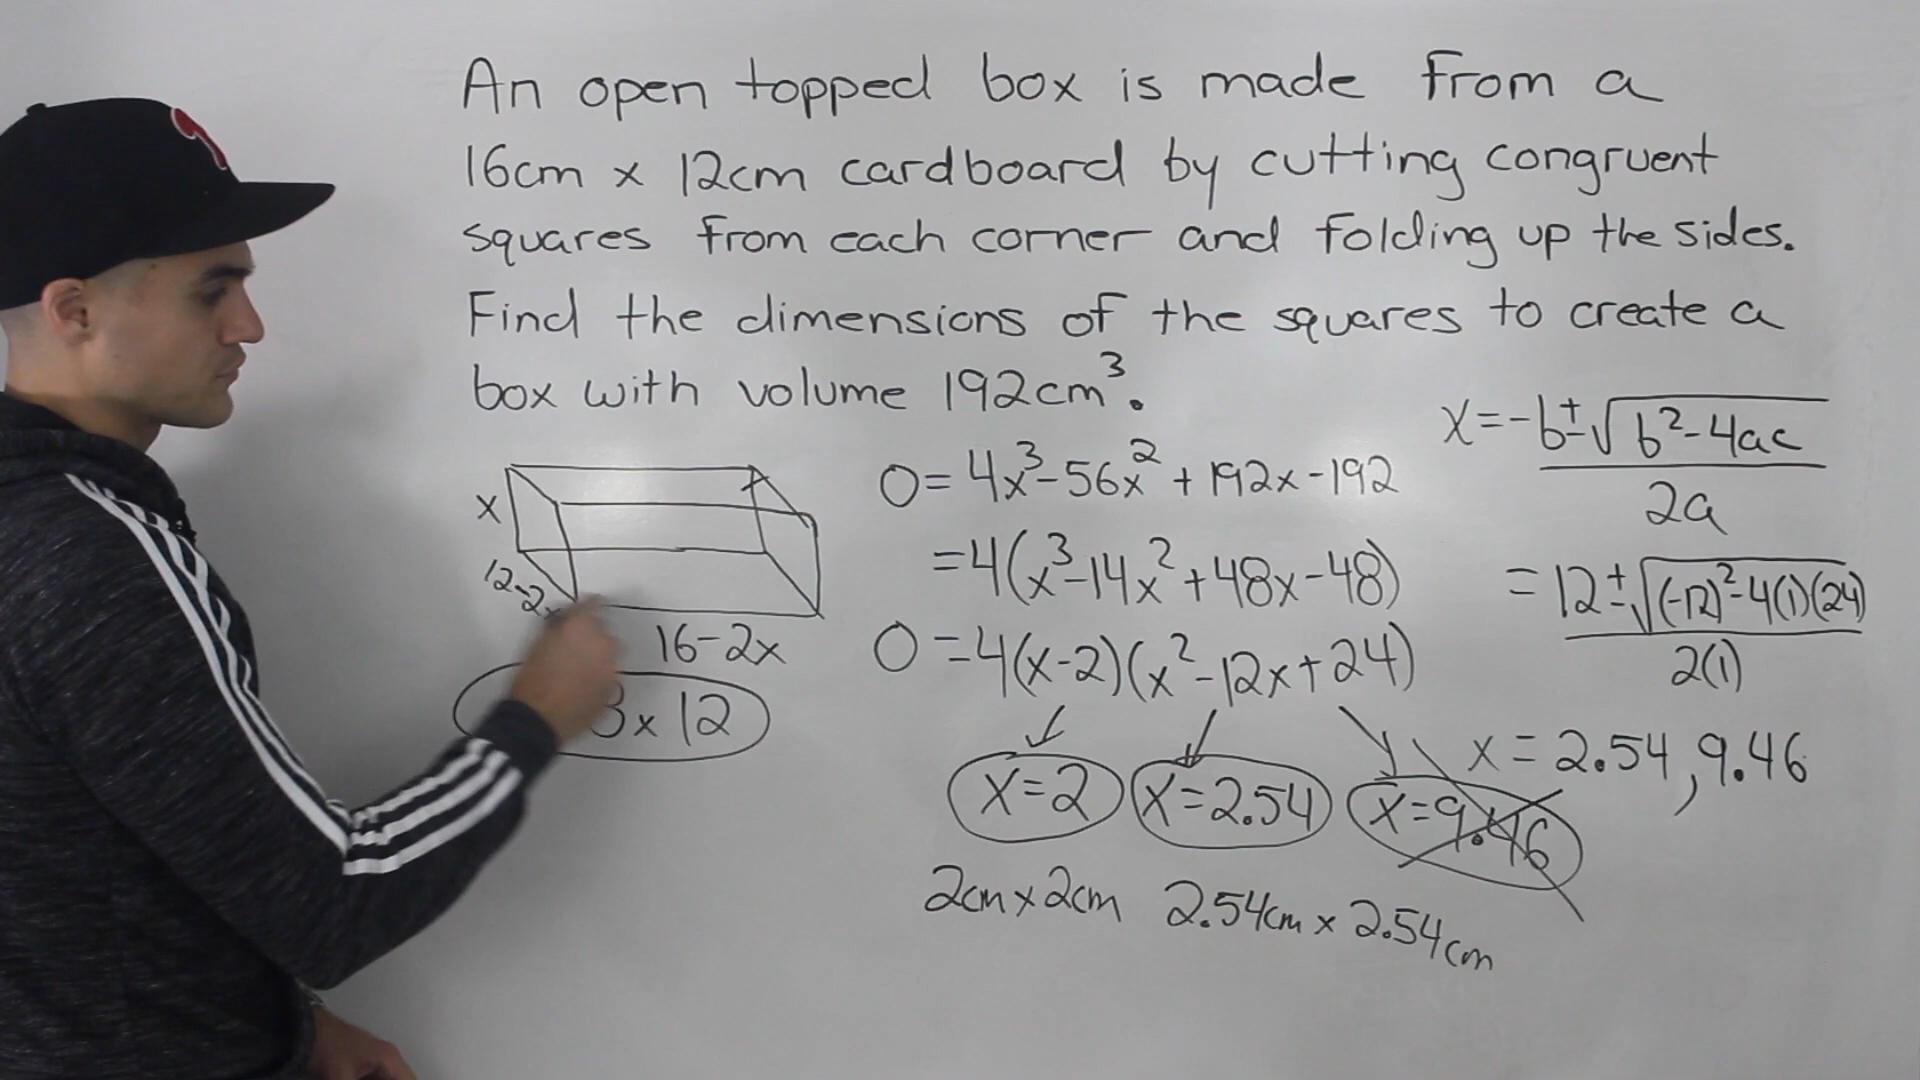 An open topped box is made from a
16cm x 12cm cardboard by cutting congruent
squares from each corner and folding up the sides.
Find the dimensions of the squares to create a
box with volume 192cm³.
x
12-2x
16-2x
x 12
0 = 4x³-56x²+192x-192
=4(x³-14x²+48x-48)
0=4(x-2)(x²-12x+24)
x=2
x=2.54
x=9.46
2cm x 2cm
2.54cm x 2.54cm
x=-b±√b²-4ac
2a
=12±√(-12)²-4(1)(24)
2(1)
x=2.54,9.46